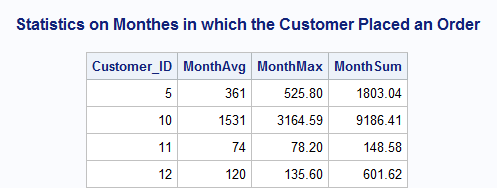 Statistics on Monthes in which the Customer Placed an Order
Customer_ID MonthAvg MonthMax MonthSum
5 361 525.80 1803.04
10 1531 3164.59 9186.41
11 74 78.20 148.58
12 120 135.60 601.62